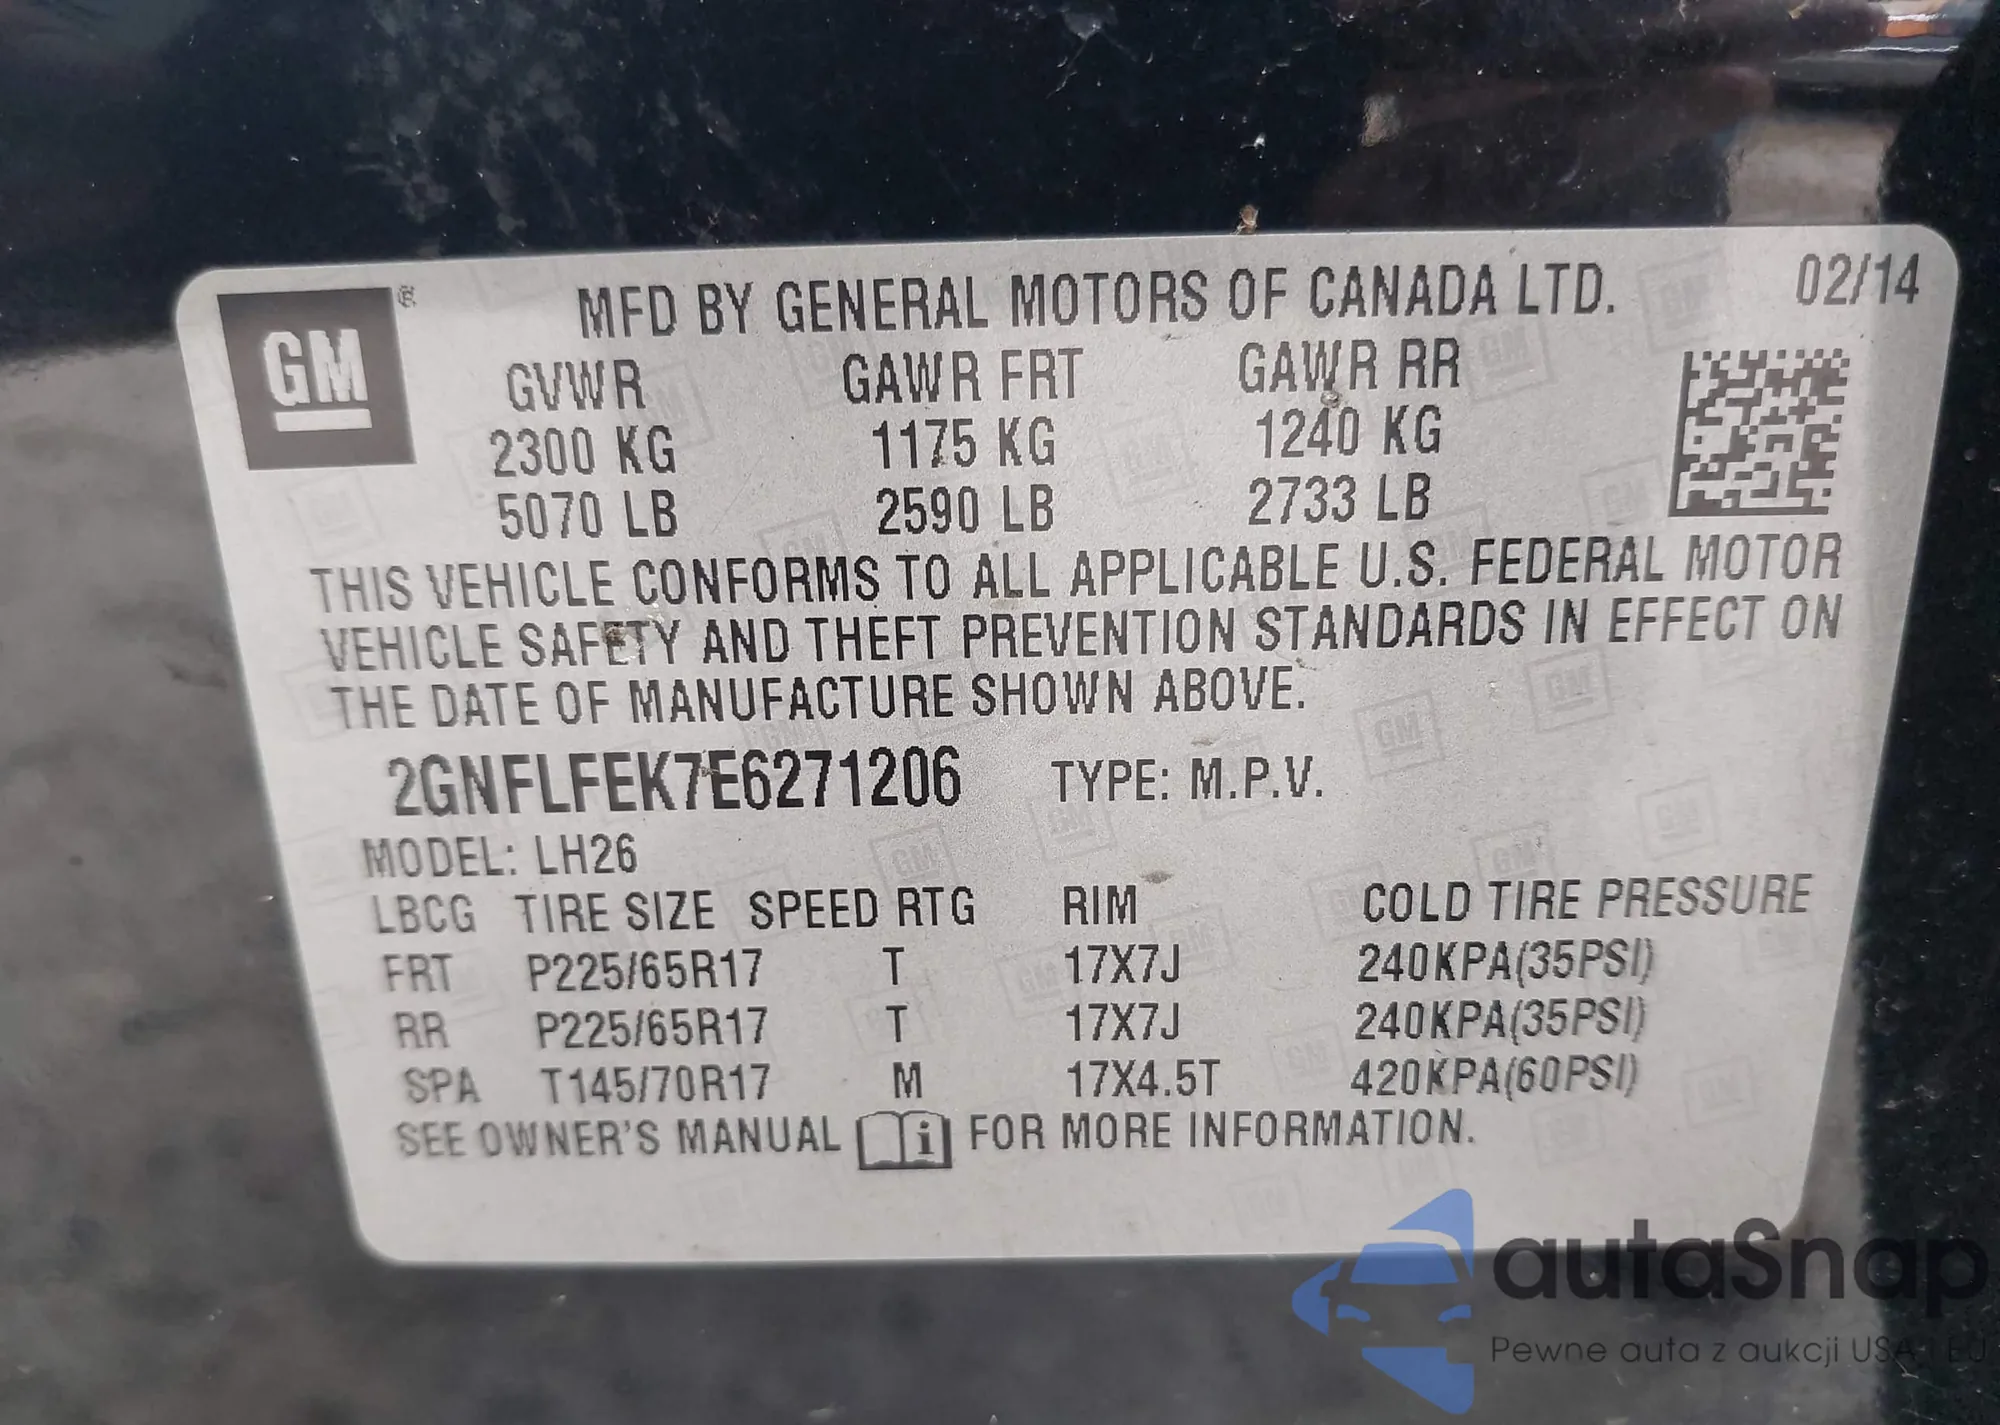 GM ®
MFD BY GENERAL MOTORS OF CANADA LTD. 02/14
GVWR GAWR FRT GAWR RR
2300 KG 1175 KG 1240 KG
5070 LB 2590 LB 2733 LB
THIS VEHICLE CONFORMS TO ALL APPLICABLE U.S. FEDERAL MOTOR
VEHICLE SAFETY AND THEFT PREVENTION STANDARDS IN EFFECT ON
THE DATE OF MANUFACTURE SHOWN ABOVE.
2GNFLFEK7E6271206 TYPE: M.P.V.
MODEL: LH26
LBCG TIRE SIZE SPEED RTG RIM COLD TIRE PRESSURE
FRT P225/65R17 T 17X7J 240KPA(35PSI)
RR P225/65R17 T 17X7J 240KPA(35PSI)
SPA T145/70R17 M 17X4.5T 420KPA(60PSI)
SEE OWNER'S MANUAL i FOR MORE INFORMATION.
autoSnap
Pewne auta z aukcji USA i EU